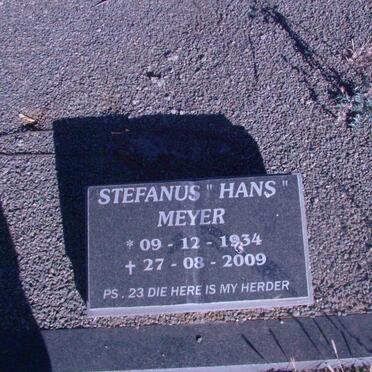 STEFANUS " HANS "
MEYER
* 09 - 12 - 1934
† 27 - 08 - 2009
PS . 23 DIE HERE IS MY HERDER